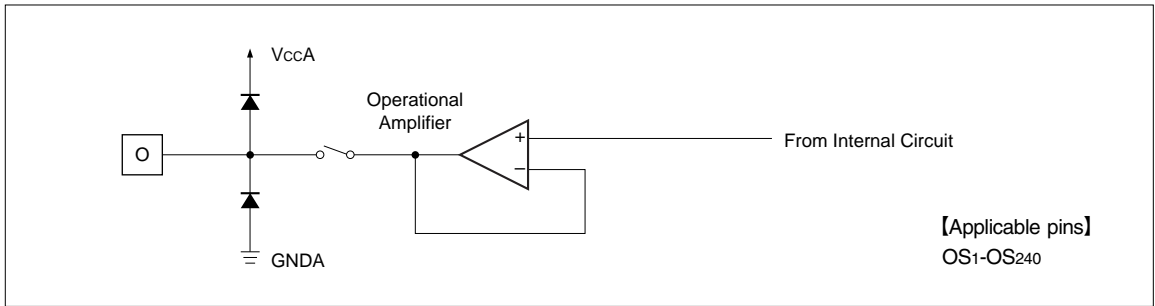 VCCA
Operational
Amplifier
O
+
−
From Internal Circuit
GNDA
【Applicable pins】
OS1-OS240